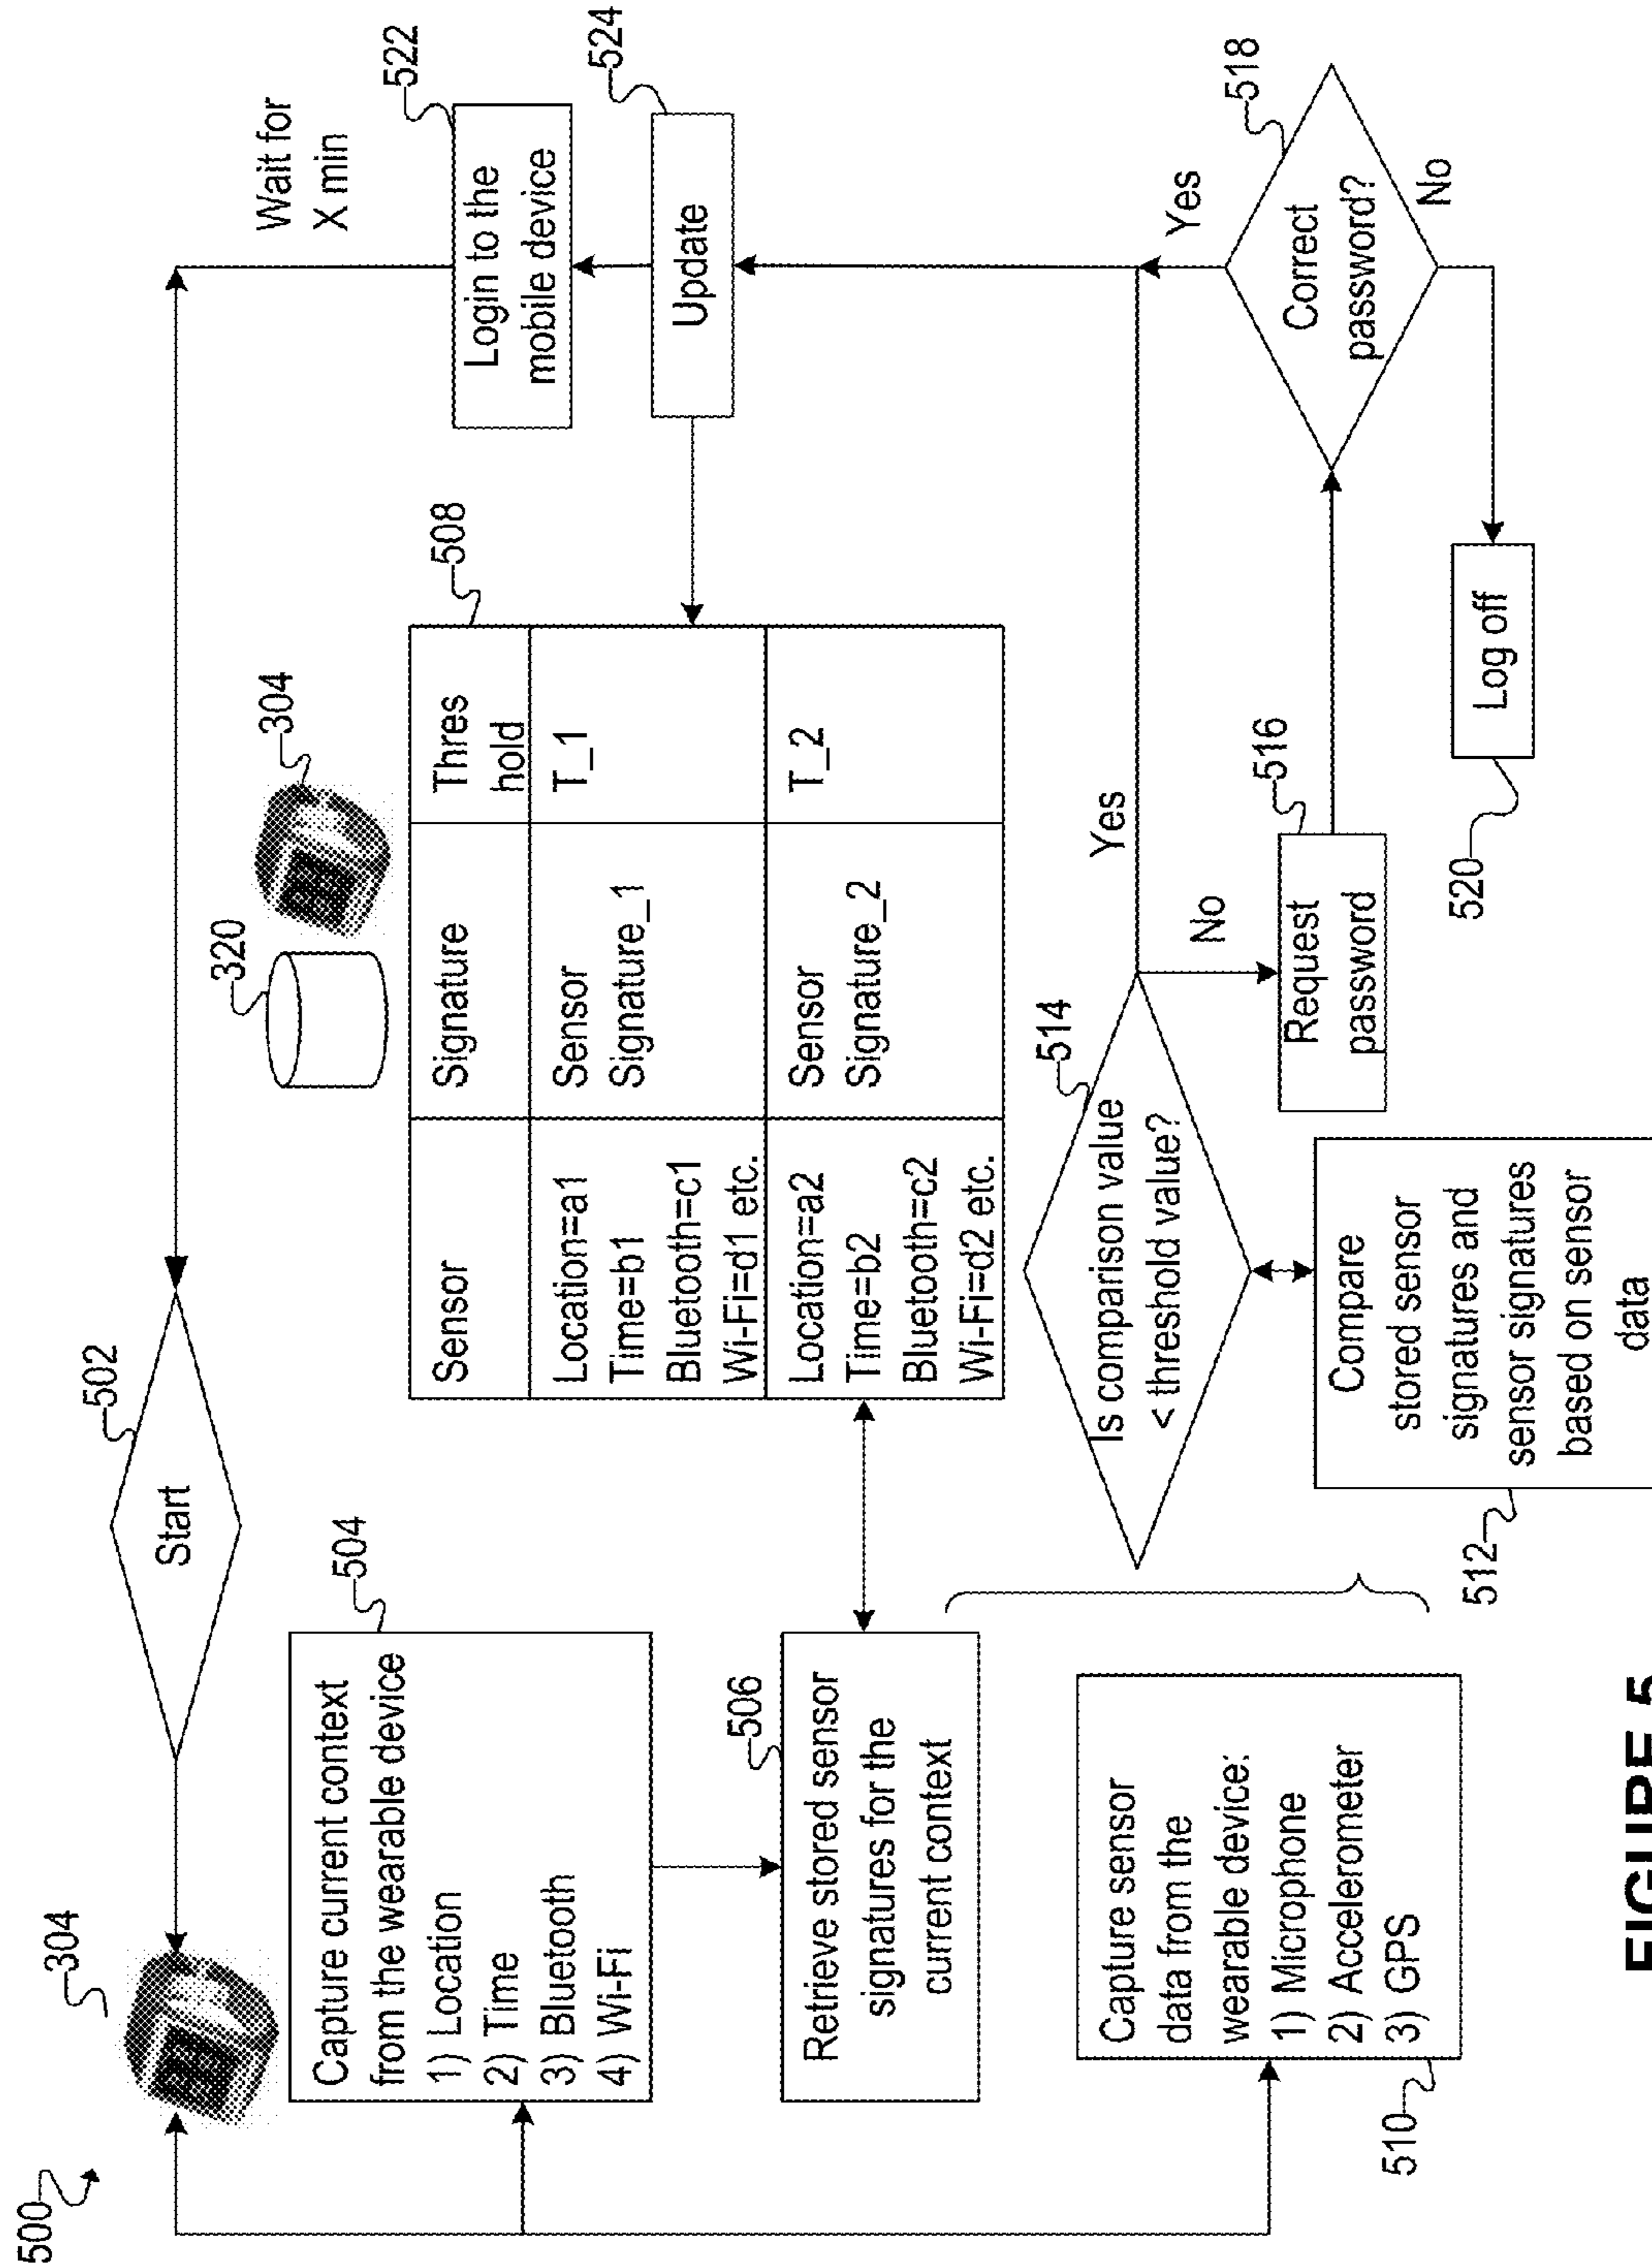 500
304
502
Start
Wait for
X min
Capture current context
from the wearable device
1) Location
2) Time
3) Bluetooth
4) Wi-Fi
504
320
304
508
522
Login to the
mobile device
524
Update
Sensor
Signature
Thres
hold
Location=a1
Time=b1
Bluetooth=c1
Wi-Fi=d1 etc.
Sensor
Signature_1
T_1
Location=a2
Time=b2
Bluetooth=c2
Wi-Fi=d2 etc.
Sensor
Signature_2
T_2
506
Retrieve stored sensor
signatures for the
current context
Capture sensor
data from the
wearable device:
1) Microphone
2) Accelerometer
3) GPS
510
514
Is comparison value
< threshold value?
Yes
No
512
Compare
stored sensor
signatures and
sensor signatures
based on sensor
data
516
Request
password
518
Correct
password?
Yes
No
520
Log off
FIGURE 5